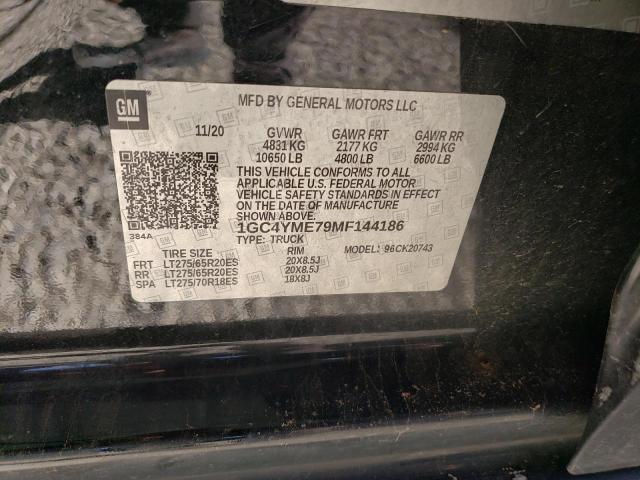 GM
MFD BY GENERAL MOTORS LLC
11/20 GVWR GAWR FRT GAWR RR
4831 KG 2177 KG 2994 KG
10650 LB 4800 LB 6600 LB
THIS VEHICLE CONFORMS TO ALL
APPLICABLE U.S. FEDERAL MOTOR
VEHICLE SAFETY STANDARDS IN EFFECT
ON THE DATE OF MANUFACTURE
SHOWN ABOVE.
384A 1GC4YME79MF144186
TYPE: TRUCK MODEL: 96CK20743
TIRE SIZE RIM
FRT LT275/65R20ES 20X8.5J
RR LT275/65R20ES 20X8.5J
SPA LT275/70R18ES 18X8J